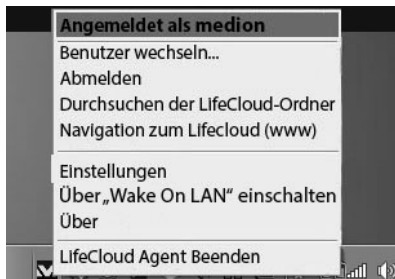 Angemeldet als medion
Benutzer wechseln...
Abmelden
Durchsuchen der LifeCloud-Ordner
Navigation zum Lifecloud (www)
Einstellungen
Über „Wake On LAN“ einschalten
Über
LifeCloud Agent Beenden